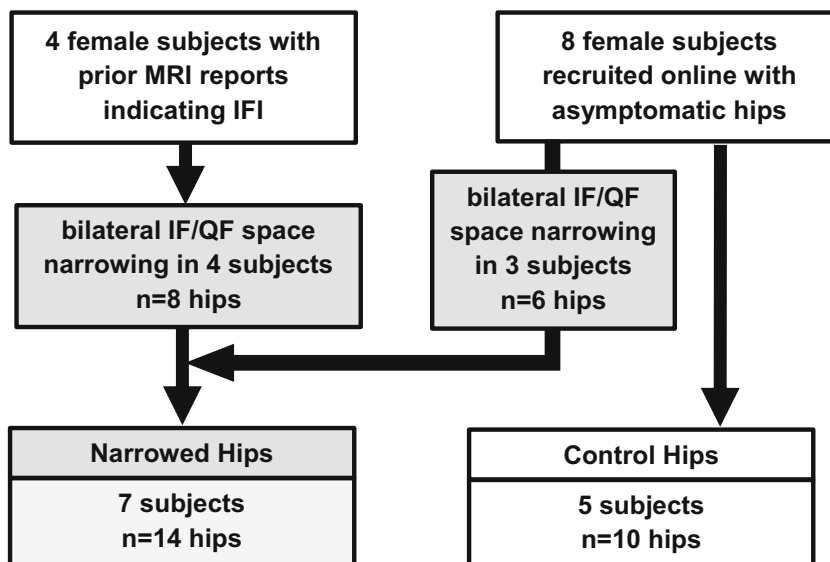 4 female subjects with
prior MRI reports
indicating IFI
8 female subjects
recruited online with
asymptomatic hips
bilateral IF/QF space
narrowing in 4 subjects
n=8 hips
bilateral IF/QF
space narrowing
in 3 subjects
n=6 hips
Narrowed Hips
7 subjects
n=14 hips
Control Hips
5 subjects
n=10 hips